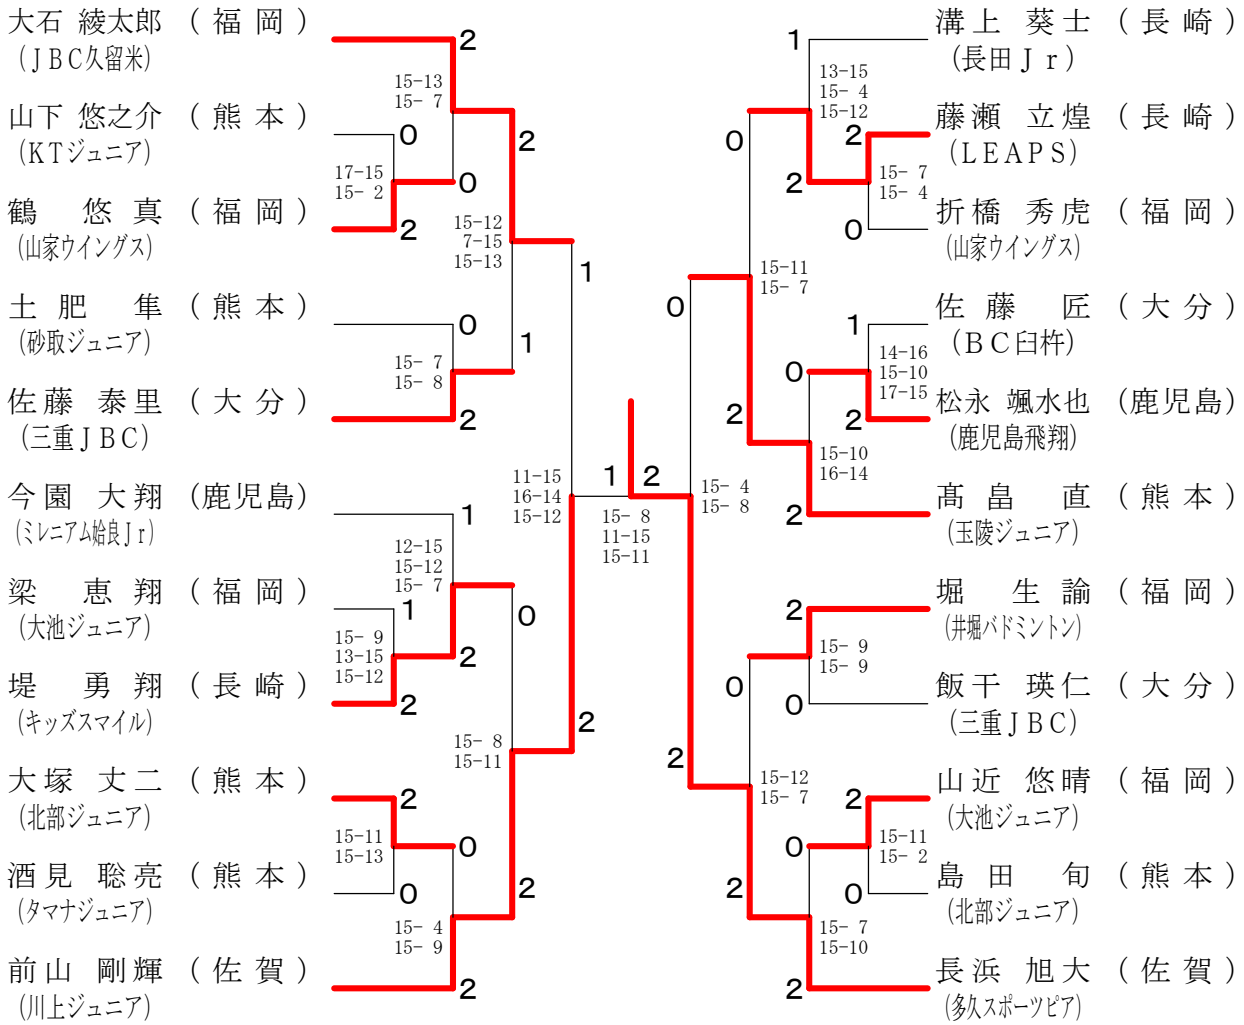 大石 綾太郎 （福岡）
（ＪＢＣ久留米）
山下 悠之介 （熊本）
（KTジュニア）
鶴 悠真 （福岡）
（山家ウイングス）
土肥 隼 （熊本）
（砂取ジュニア）
佐藤 泰里 （大分）
（三重ＪＢＣ）
今園 大翔 （鹿児島）
（ミレニアム姶良Ｊｒ）
梁 恵翔 （福岡）
（大池ジュニア）
堤 勇翔 （長崎）
（キッズスマイル）
大塚 丈二 （熊本）
（北部ジュニア）
酒見 聡亮 （熊本）
（タマナジュニア）
前山 剛輝 （佐賀）
（川上ジュニア）
2
15-13
15- 7
0
17-15
15- 2
0
2
2
15-12
7-15
15-13
1
0
15- 7
15- 8
1
2
11-15
16-14
15-12
1
12-15
15-12
15- 7
1
15- 9
13-15
15-12
2
2
0
15- 8
15-11
2
2
15-11
15-13
0
0
15- 4
15- 9
2
2
1
2
15- 8
11-15
15-11
溝上 葵士 （長崎）
（長田Ｊｒ）
藤瀬 立煌 （長崎）
（LEAPS）
折橋 秀虎 （福岡）
（山家ウイングス）
佐藤 匠 （大分）
（ＢＣ臼杵）
松永 颯水也 （鹿児島）
（鹿児島飛翔）
髙畠 直 （熊本）
（玉陵ジュニア）
堀 生諭 （福岡）
（井堀バドミントン）
飯干 瑛仁 （大分）
（三重ＪＢＣ）
山近 悠晴 （福岡）
（大池ジュニア）
島田 旬 （熊本）
（北部ジュニア）
長浜 旭大 （佐賀）
（多久スポーツピア）
1
13-15
15- 4
15-12
0
2
2
15- 7
15- 4
0
15-11
15- 7
0
1
14-16
15-10
17-15
0
2
2
15-10
16-14
2
15- 4
15- 8
2
15- 9
15- 9
0
0
2
15-12
15- 7
2
15-11
15- 2
0
0
2
15- 7
15-10
2